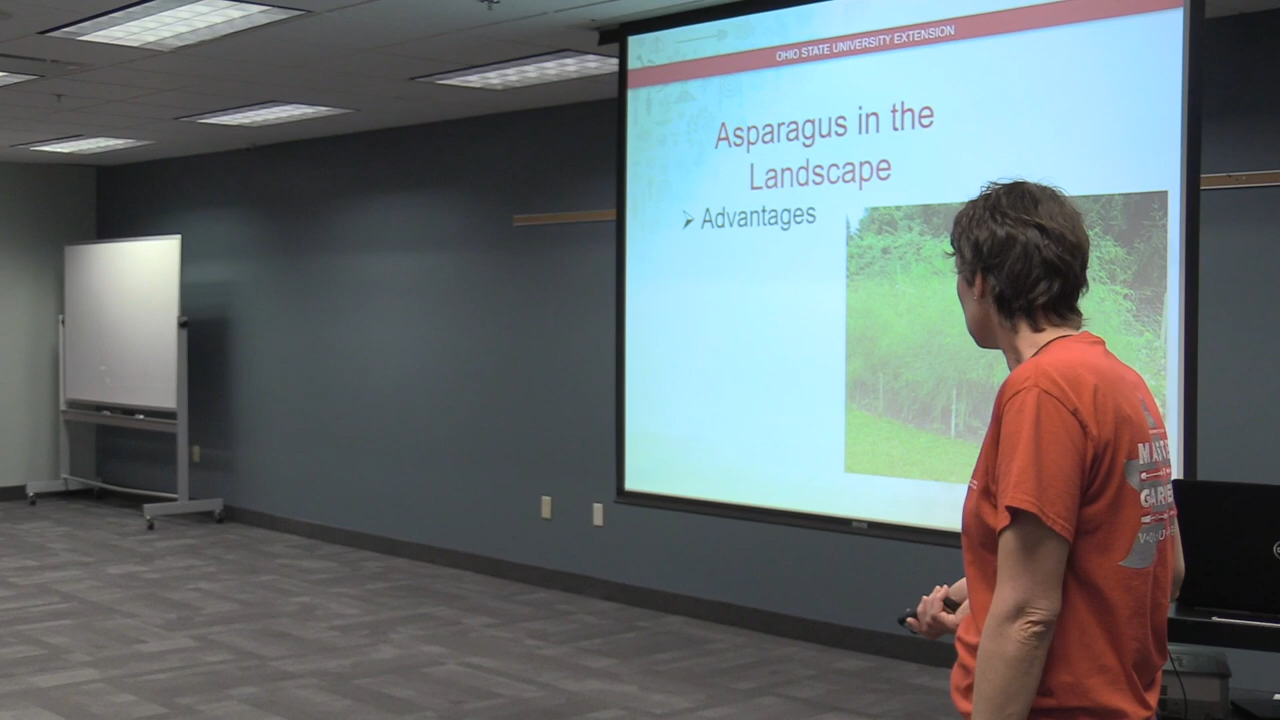 OHIO STATE UNIVERSITY EXTENSION
Asparagus in the
Landscape
Advantages